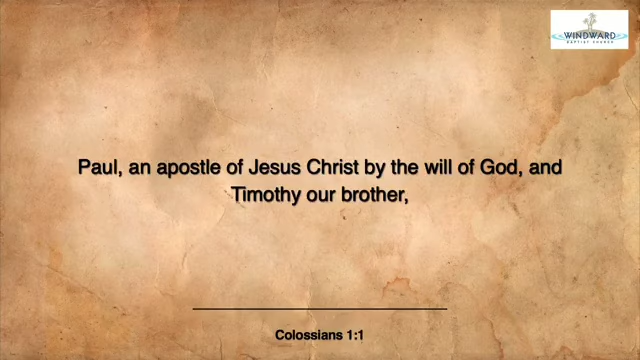 WINDWARD
BAPTIST CHURCH
Paul, an apostle of Jesus Christ by the will of God, and
Timothy our brother,
Colossians 1:1